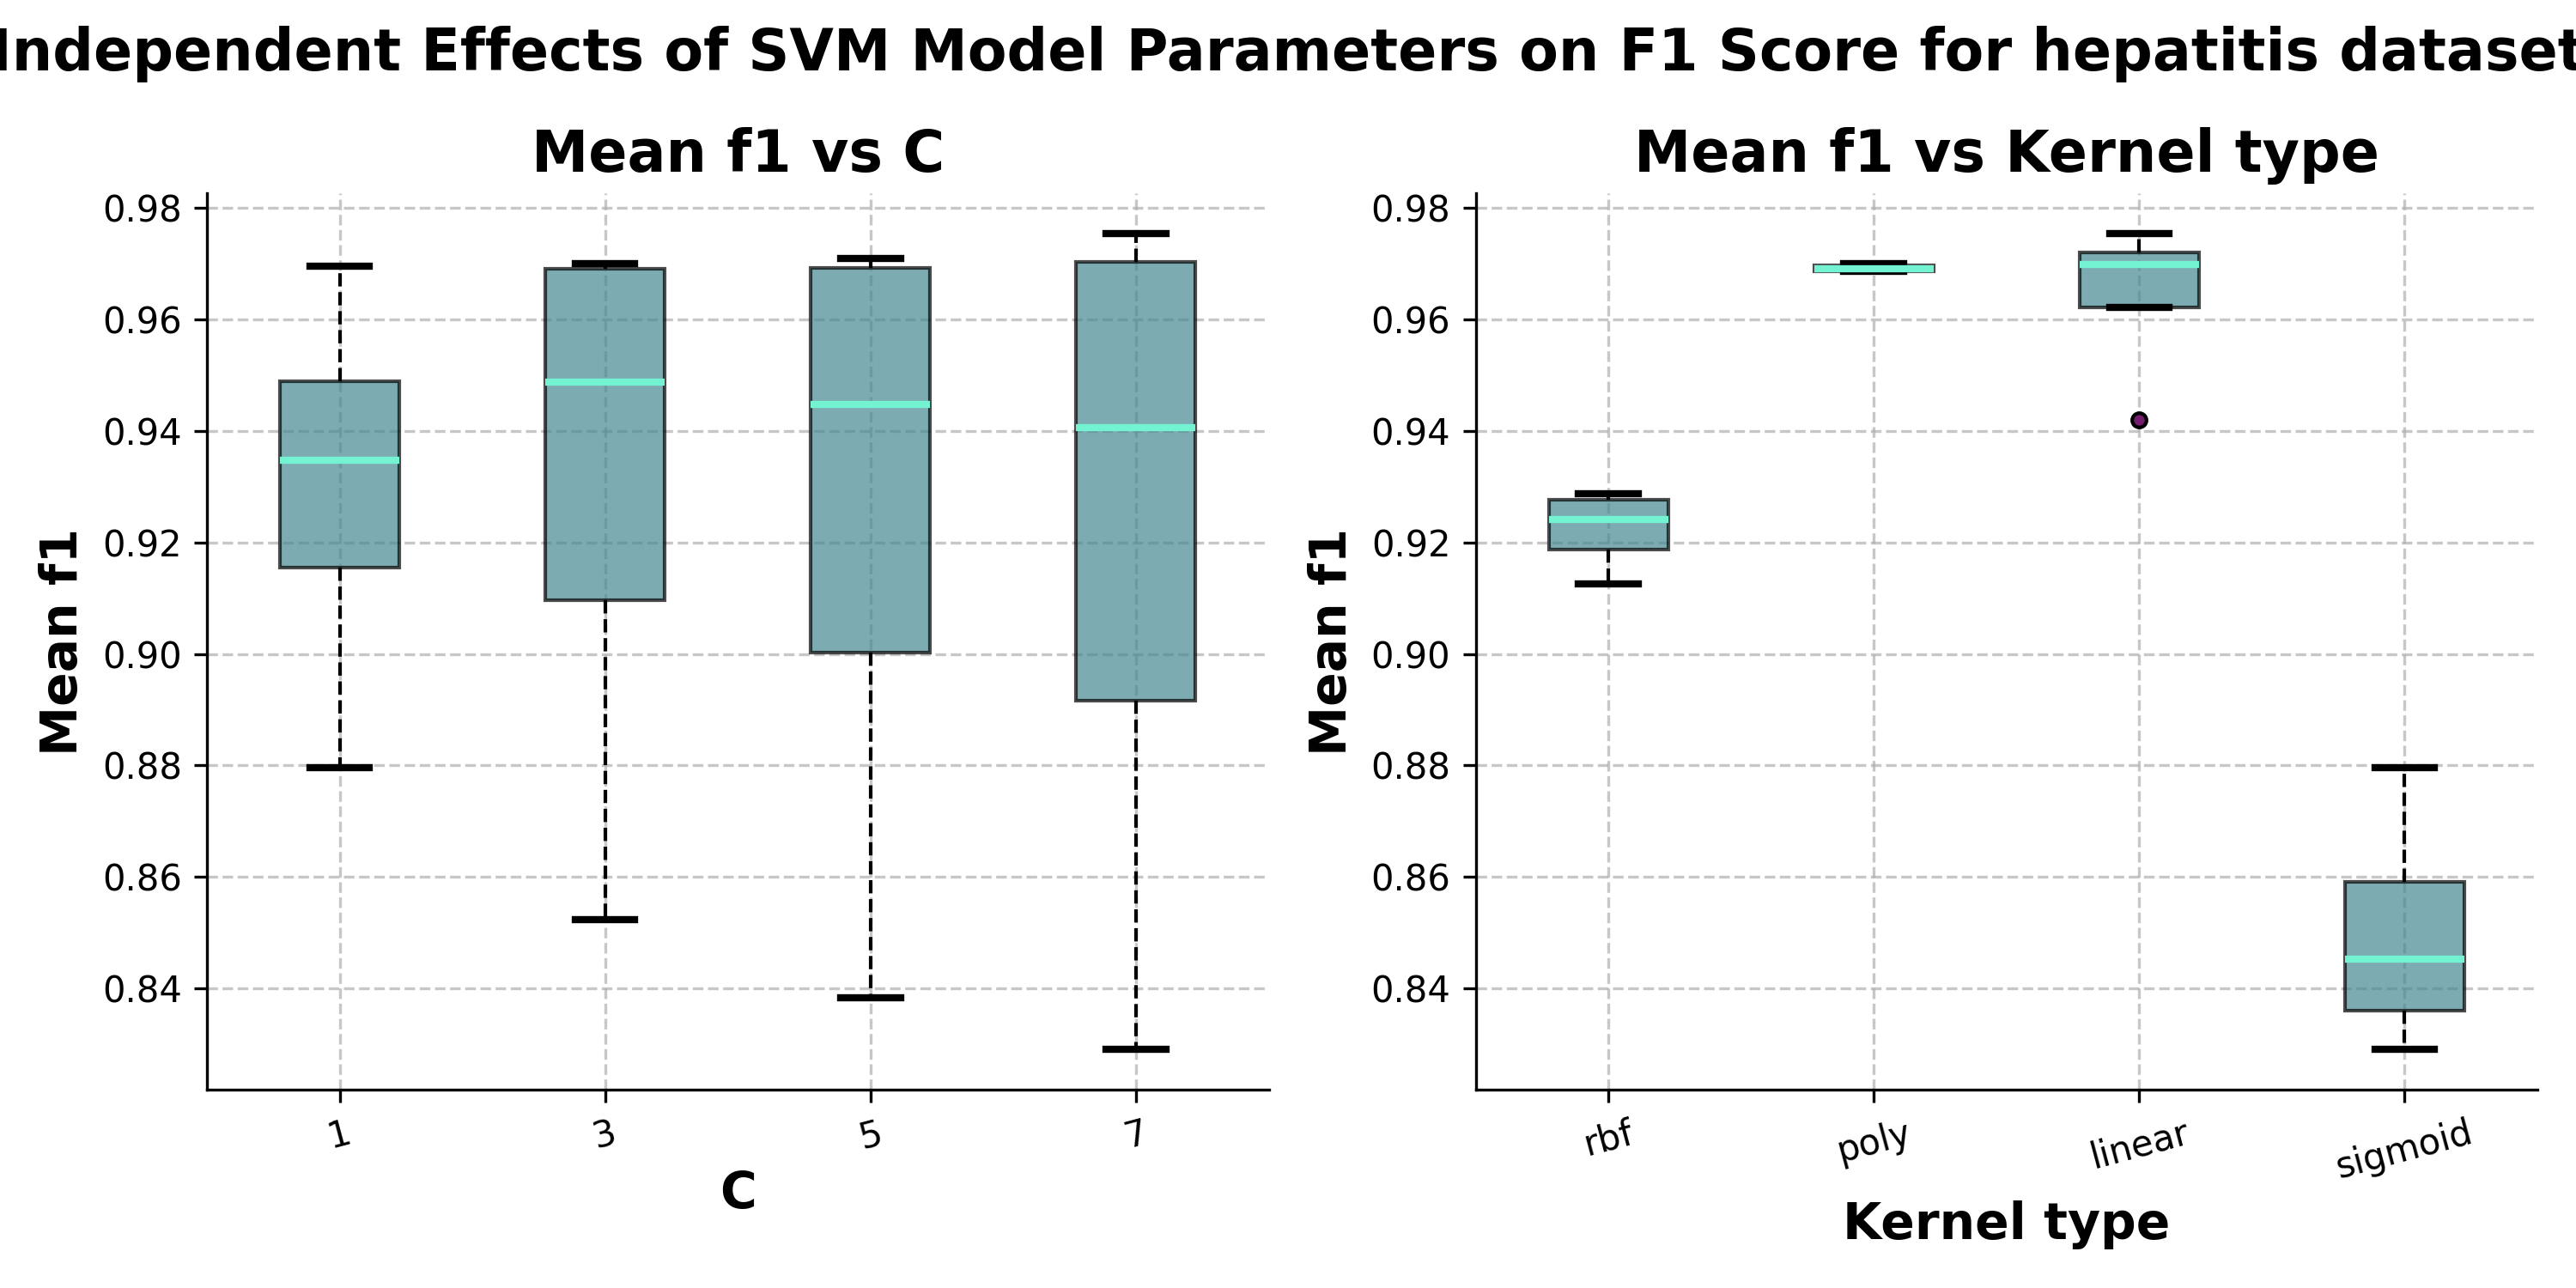 Independent Effects of SVM Model Parameters on F1 Score for hepatitis dataset
Mean f1 vs C
0.98
0.96
0.94
0.92
0.90
0.88
0.86
0.84
Mean f1
1
3
5
7
C
Mean f1 vs Kernel type
0.98
0.96
0.94
0.92
0.90
0.88
0.86
0.84
Mean f1
rbf
poly
linear
sigmoid
Kernel type